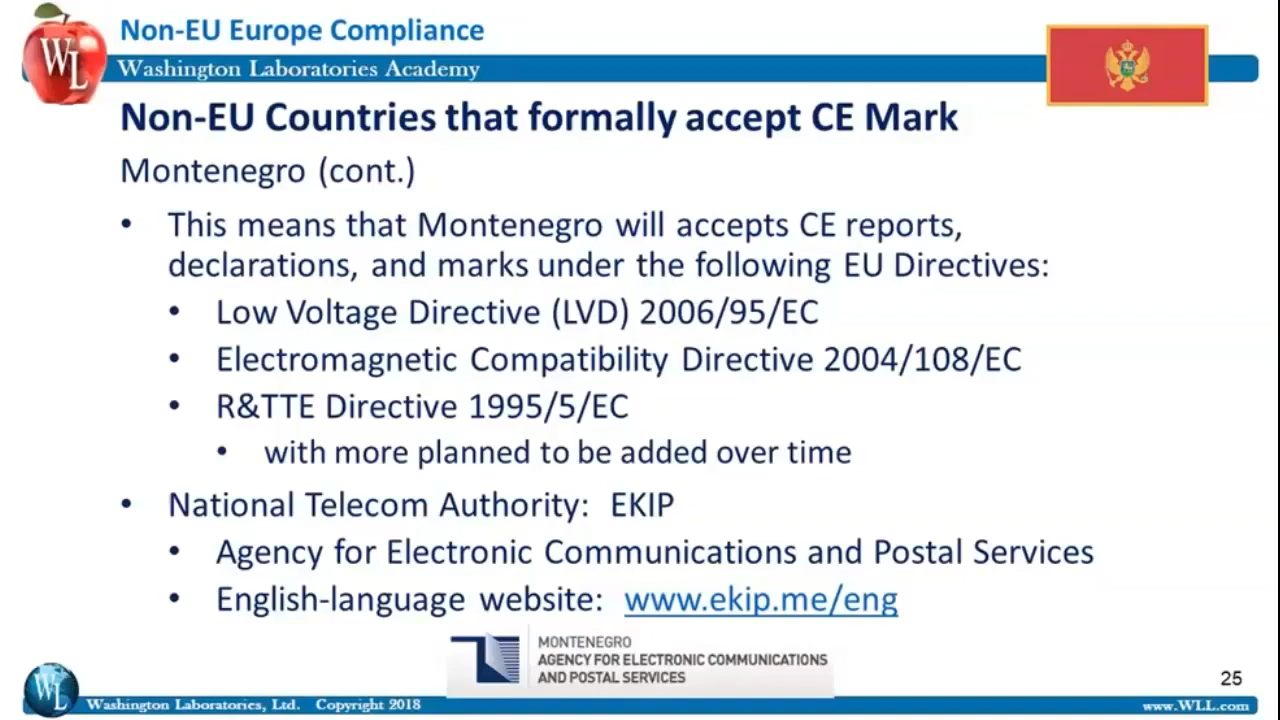 Non-EU Europe Compliance
WL
Washington Laboratories Academy
Non-EU Countries that formally accept CE Mark
Montenegro (cont.)
• This means that Montenegro will accepts CE reports,
declarations, and marks under the following EU Directives:
• Low Voltage Directive (LVD) 2006/95/EC
• Electromagnetic Compatibility Directive 2004/108/EC
• R&TTE Directive 1995/5/EC
• with more planned to be added over time
• National Telecom Authority: EKIP
• Agency for Electronic Communications and Postal Services
• English-language website: www.ekip.me/eng
MONTENEGRO
AGENCY FOR ELECTRONIC COMMUNICATIONS
AND POSTAL SERVICES
25
WL
Washington Laboratories, Ltd. Copyright 2018
www.WLL.com